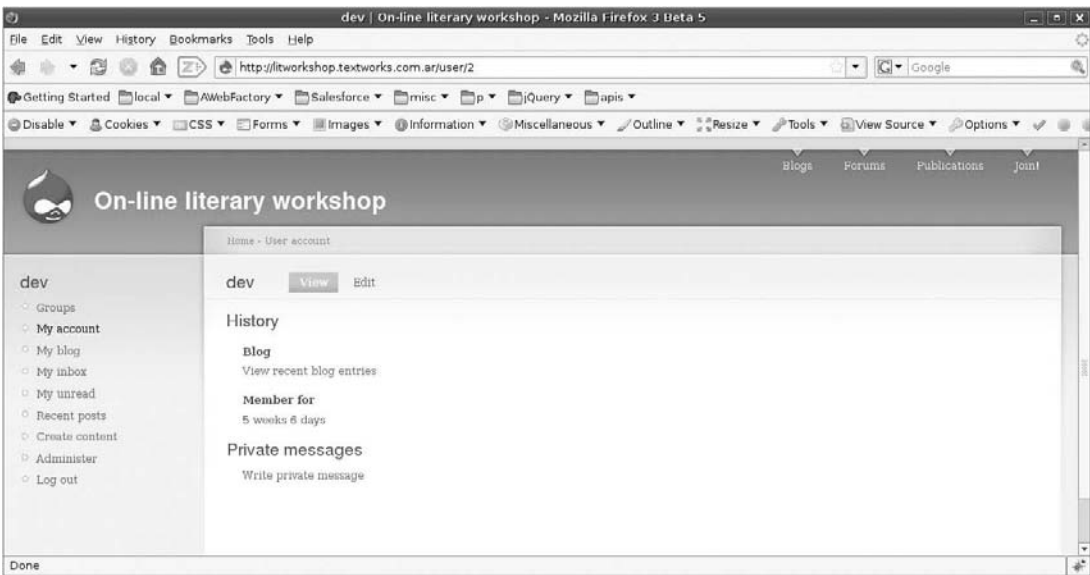 dev | On-line literary workshop - Mozilla Firefox 3 Beta 5
File Edit View History Bookmarks Tools Help
http://litworkshop.textworks.com.ar/user/2 Google
Getting Started local AWebFactory Salesforce misc p jQuery apis
Disable Cookies CSS Forms Images Information Miscellaneous Outline Resize Tools View Source Options
Blogs Forums Publications Join!
On-line literary workshop
Home › User account
dev
Groups
My account
My blog
My inbox
My unread
Recent posts
Create content
Administer
Log out
dev View Edit
History
Blog
View recent blog entries
Member for
5 weeks 6 days
Private messages
Write private message
Done